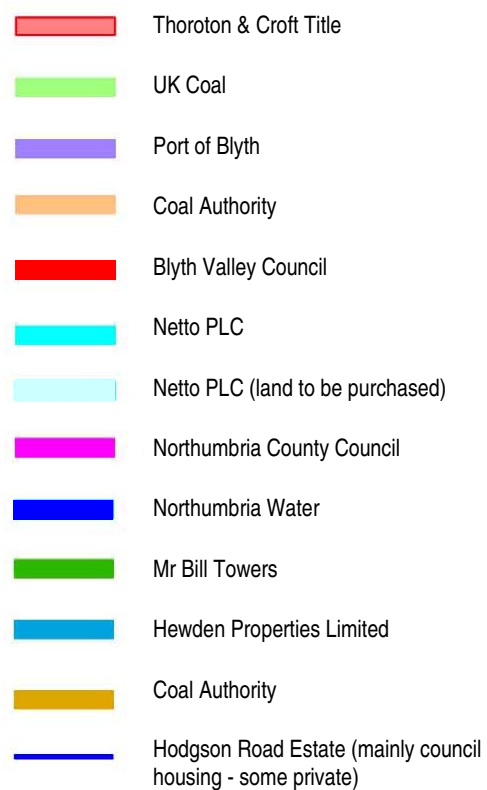 Thoroton & Croft Title
UK Coal
Port of Blyth
Coal Authority
Blyth Valley Council
Netto PLC
Netto PLC (land to be purchased)
Northumbria County Council
Northumbria Water
Mr Bill Towers
Hewden Properties Limited
Coal Authority
Hodgson Road Estate (mainly council
housing - some private)